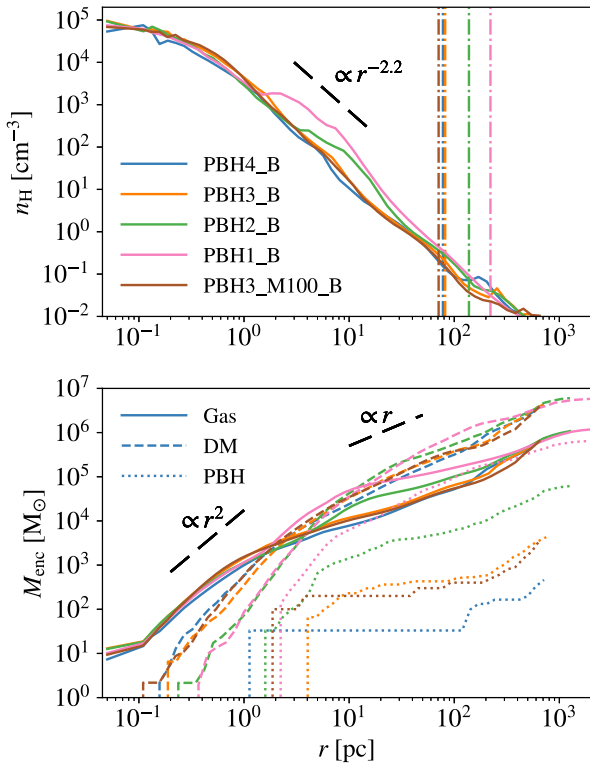 10^5
10^4
10^3
10^2
10^1
10^0
10^{-1}
10^{-2}
n_H [cm^{-3}]
∝r^{-2.2}
PBH4_B
PBH3_B
PBH2_B
PBH1_B
PBH3_M100_B
10^{-1} 10^0 10^1 10^2 10^3
10^7
10^6
10^5
10^4
10^3
10^2
10^1
10^0
M_{enc} [M_⊙]
Gas
DM
PBH
∝r
∝r^2
10^{-1} 10^0 10^1 10^2 10^3
r [pc]